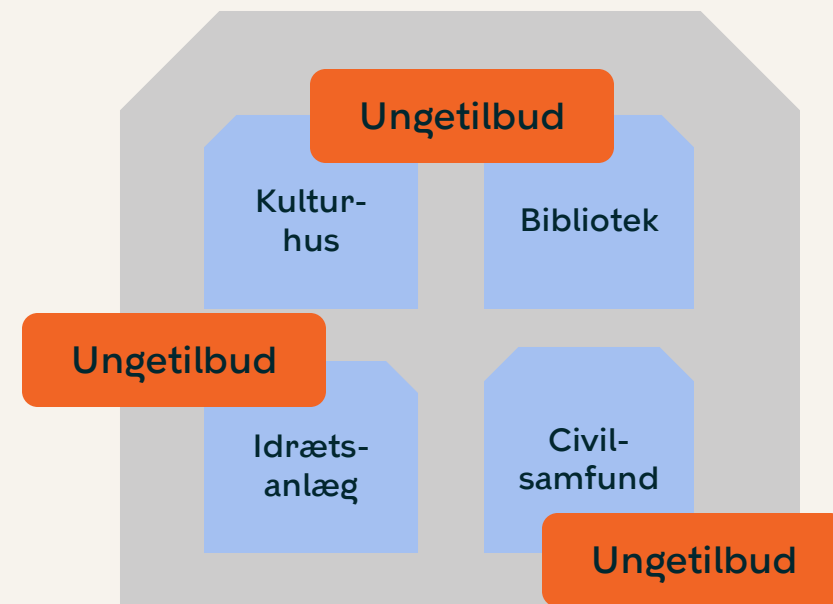 Ungetilbud
Kultur-
hus
Bibliotek
Ungetilbud
Idræts-
anlæg
Civil-
samfund
Ungetilbud